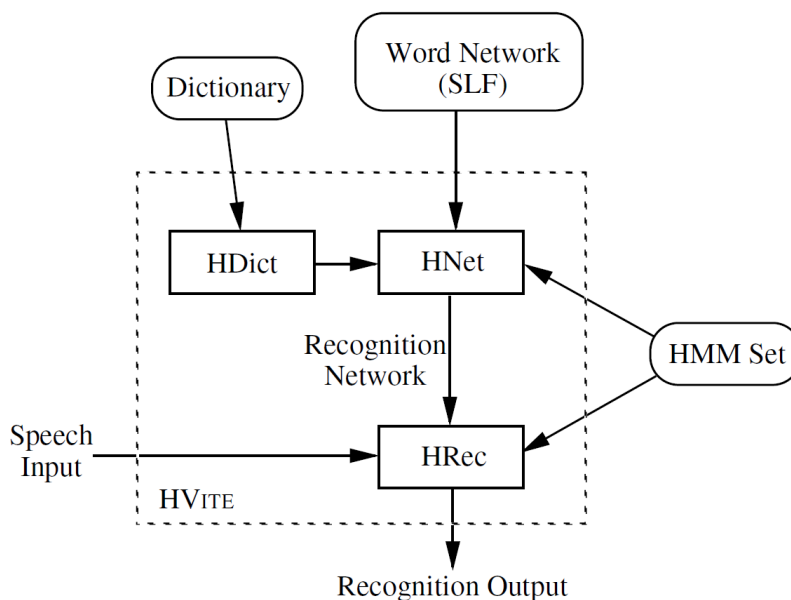 Word Network
(SLF)
Dictionary
HDict
HNet
Recognition
Network
HMM Set
Speech
Input
HRec
HVITE
Recognition Output